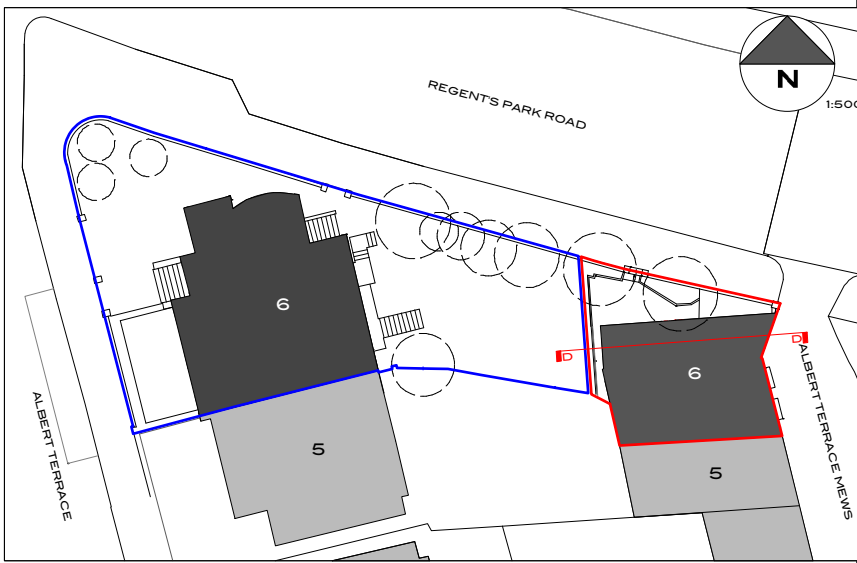 REGENT'S PARK ROAD
N
1:500
6
6
5
5
D
D
ALBERT TERRACE
ALBERT TERRACE MEWS